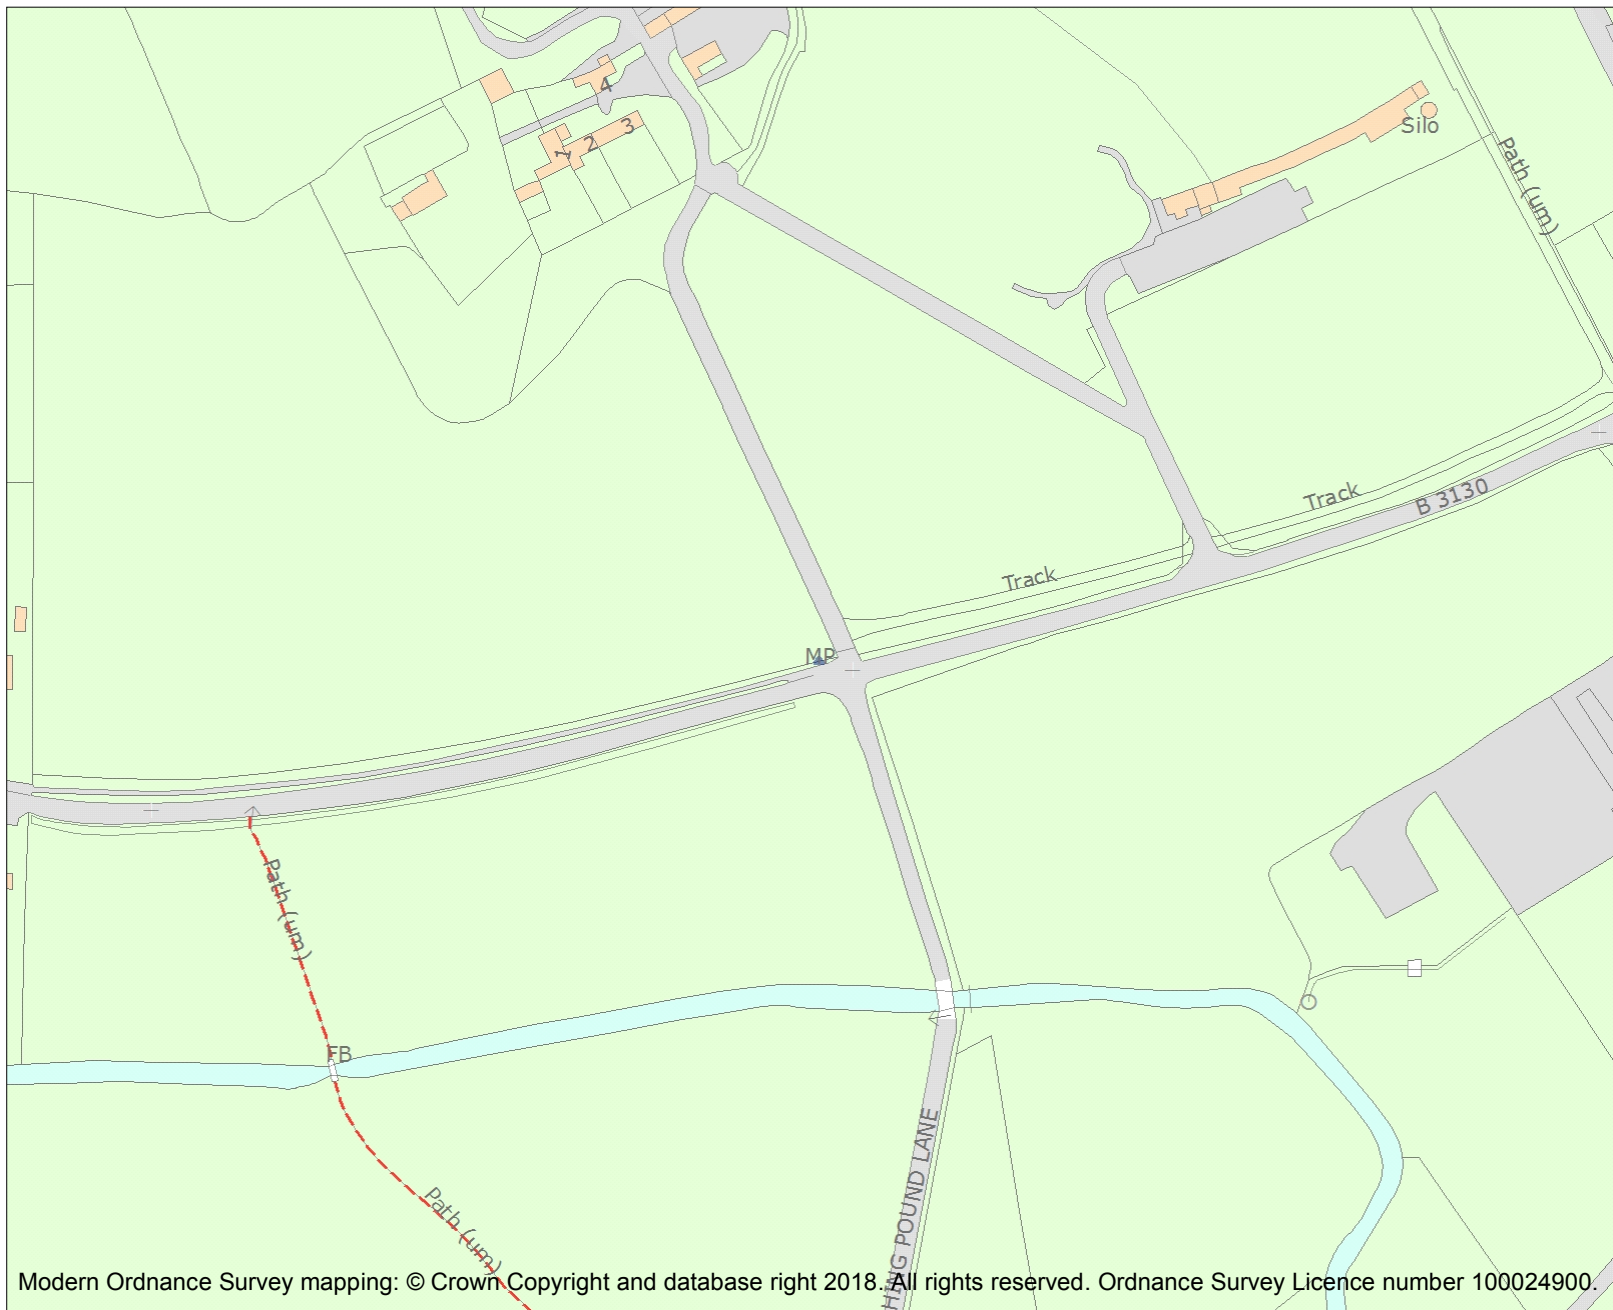 4
3
2
1
Silo
Path (um)
Track
B 3130
Track
MP
Path (um)
FB
HING POUND LANE
Path (um)
Modern Ordnance Survey mapping: © Crown Copyright and database right 2018. All rights reserved. Ordnance Survey Licence number 100024900.